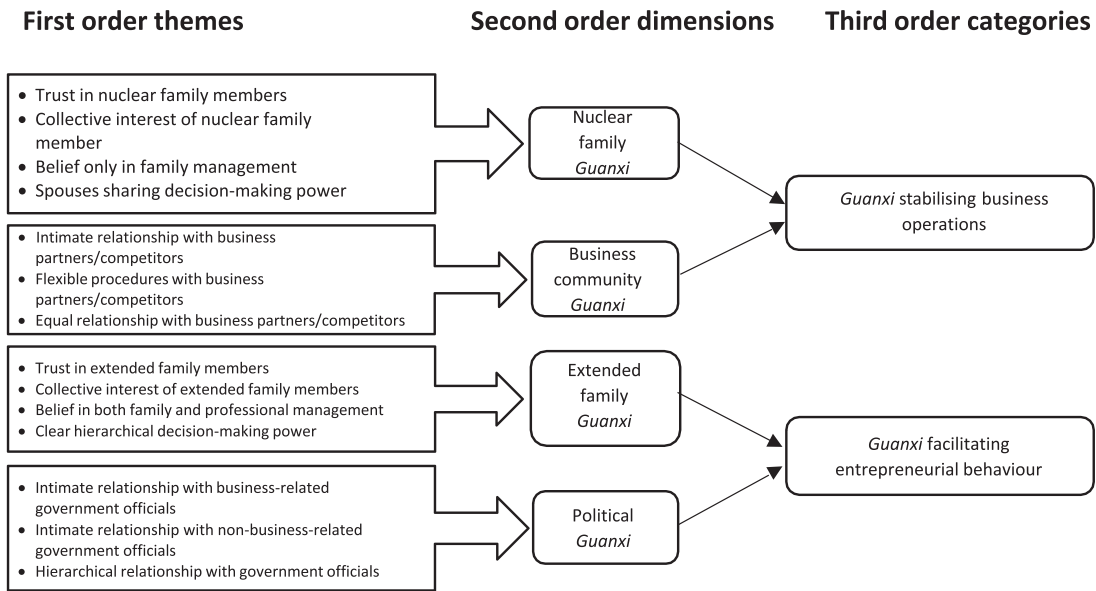 First order themes
Second order dimensions
Third order categories
• Trust in nuclear family members
• Collective interest of nuclear family
member
• Belief only in family management
• Spouses sharing decision-making power
Nuclear
family
Guanxi
• Intimate relationship with business
partners/competitors
• Flexible procedures with business
partners/competitors
• Equal relationship with business partners/competitors
Business
community
Guanxi
Guanxi stabilising business
operations
• Trust in extended family members
• Collective interest of extended family members
• Belief in both family and professional management
• Clear hierarchical decision-making power
Extended
family
Guanxi
• Intimate relationship with business-related
government officials
• Intimate relationship with non-business-related
government officials
• Hierarchical relationship with government officials
Political
Guanxi
Guanxi facilitating
entrepreneurial behaviour